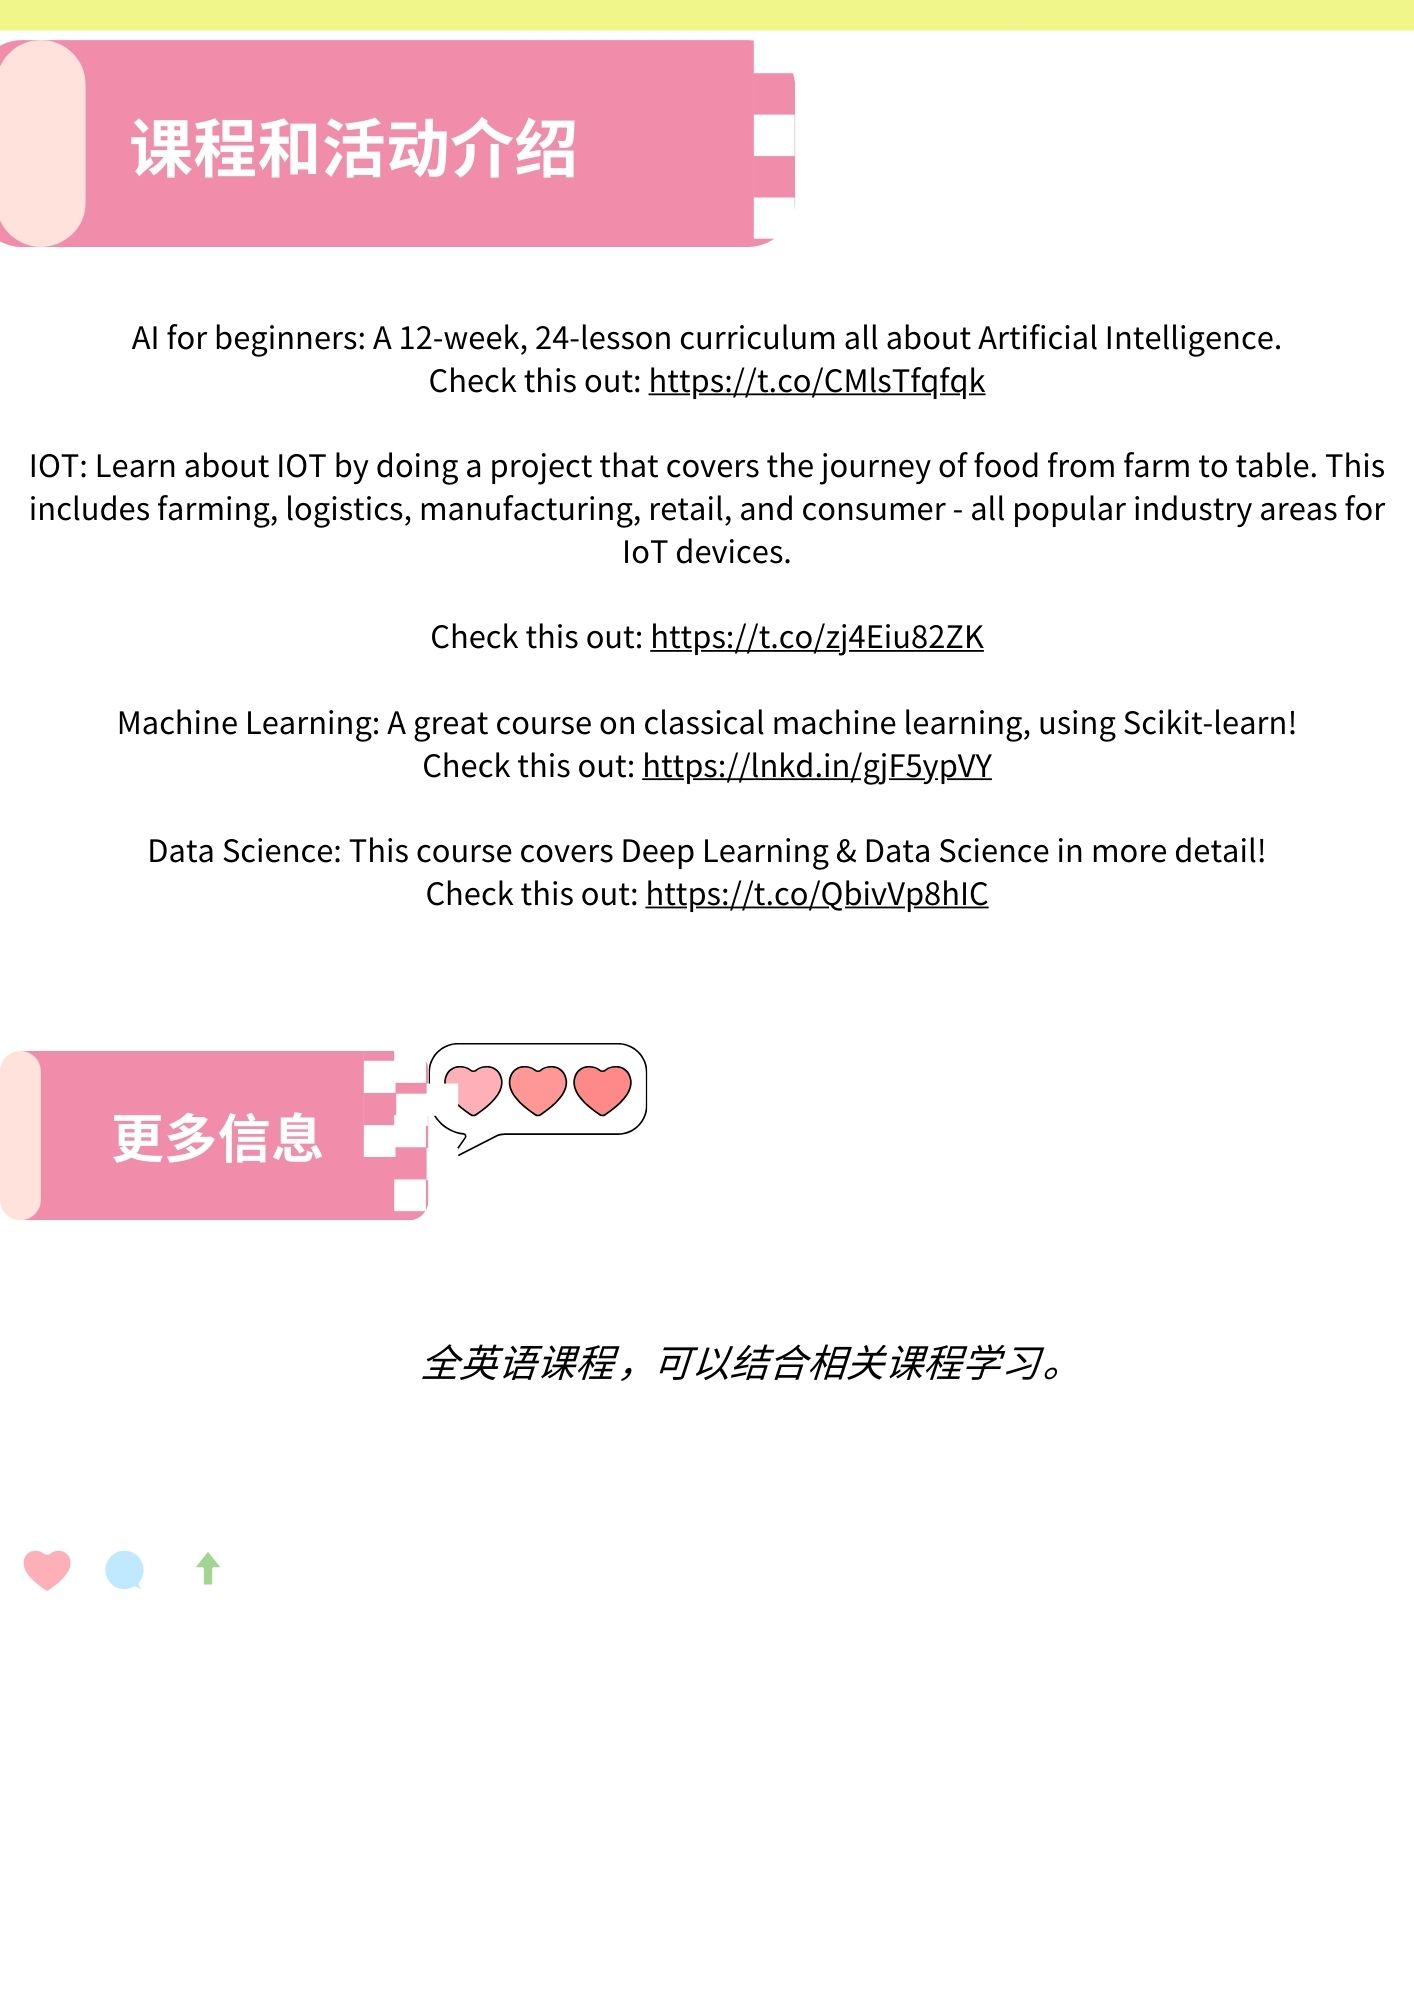 课程和活动介绍
AI for beginners: A 12-week, 24-lesson curriculum all about Artificial Intelligence.
Check this out: https://t.co/CMlsTfqfqk
IOT: Learn about IOT by doing a project that covers the journey of food from farm to table. This
includes farming, logistics, manufacturing, retail, and consumer - all popular industry areas for
IoT devices.
Check this out: https://t.co/zj4Eiu82ZK
Machine Learning: A great course on classical machine learning, using Scikit-learn!
Check this out: https://lnkd.in/gjF5ypVY
Data Science: This course covers Deep Learning & Data Science in more detail!
Check this out: https://t.co/QbivVp8hIC
更多信息
全英语课程，可以结合相关课程学习。